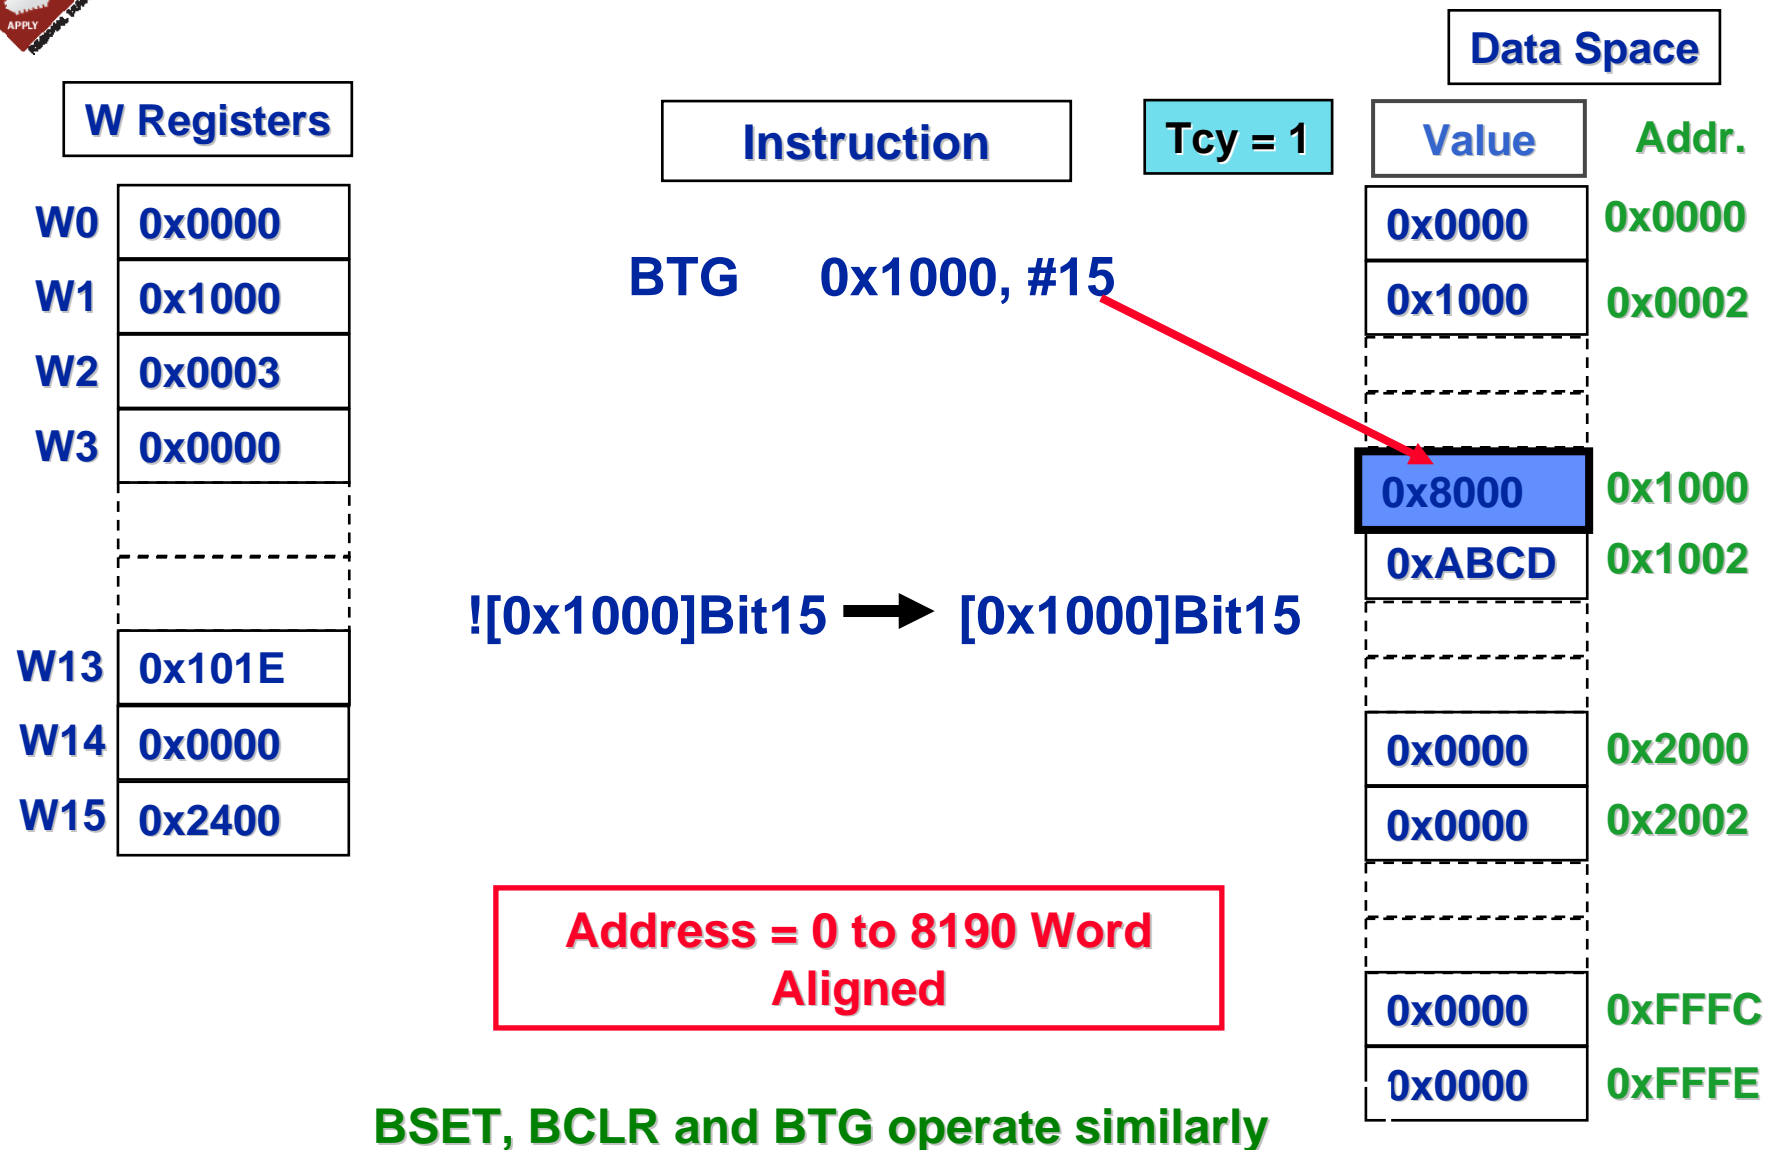 APPLY
Data Space
W Registers
Instruction
Tcy = 1
Value
Addr.
W0 0x0000
W1 0x1000
W2 0x0003
W3 0x0000
W13 0x101E
W14 0x0000
W15 0x2400
BTG 0x1000, #15
![0x1000]Bit15 [0x1000]Bit15
Address = 0 to 8190 Word
Aligned
BSET, BCLR and BTG operate similarly
0x0000 0x0000
0x1000 0x0002
0x8000 0x1000
0xABCD 0x1002
0x0000 0x2000
0x0000 0x2002
0x0000 0xFFFC
0x0000 0xFFFE